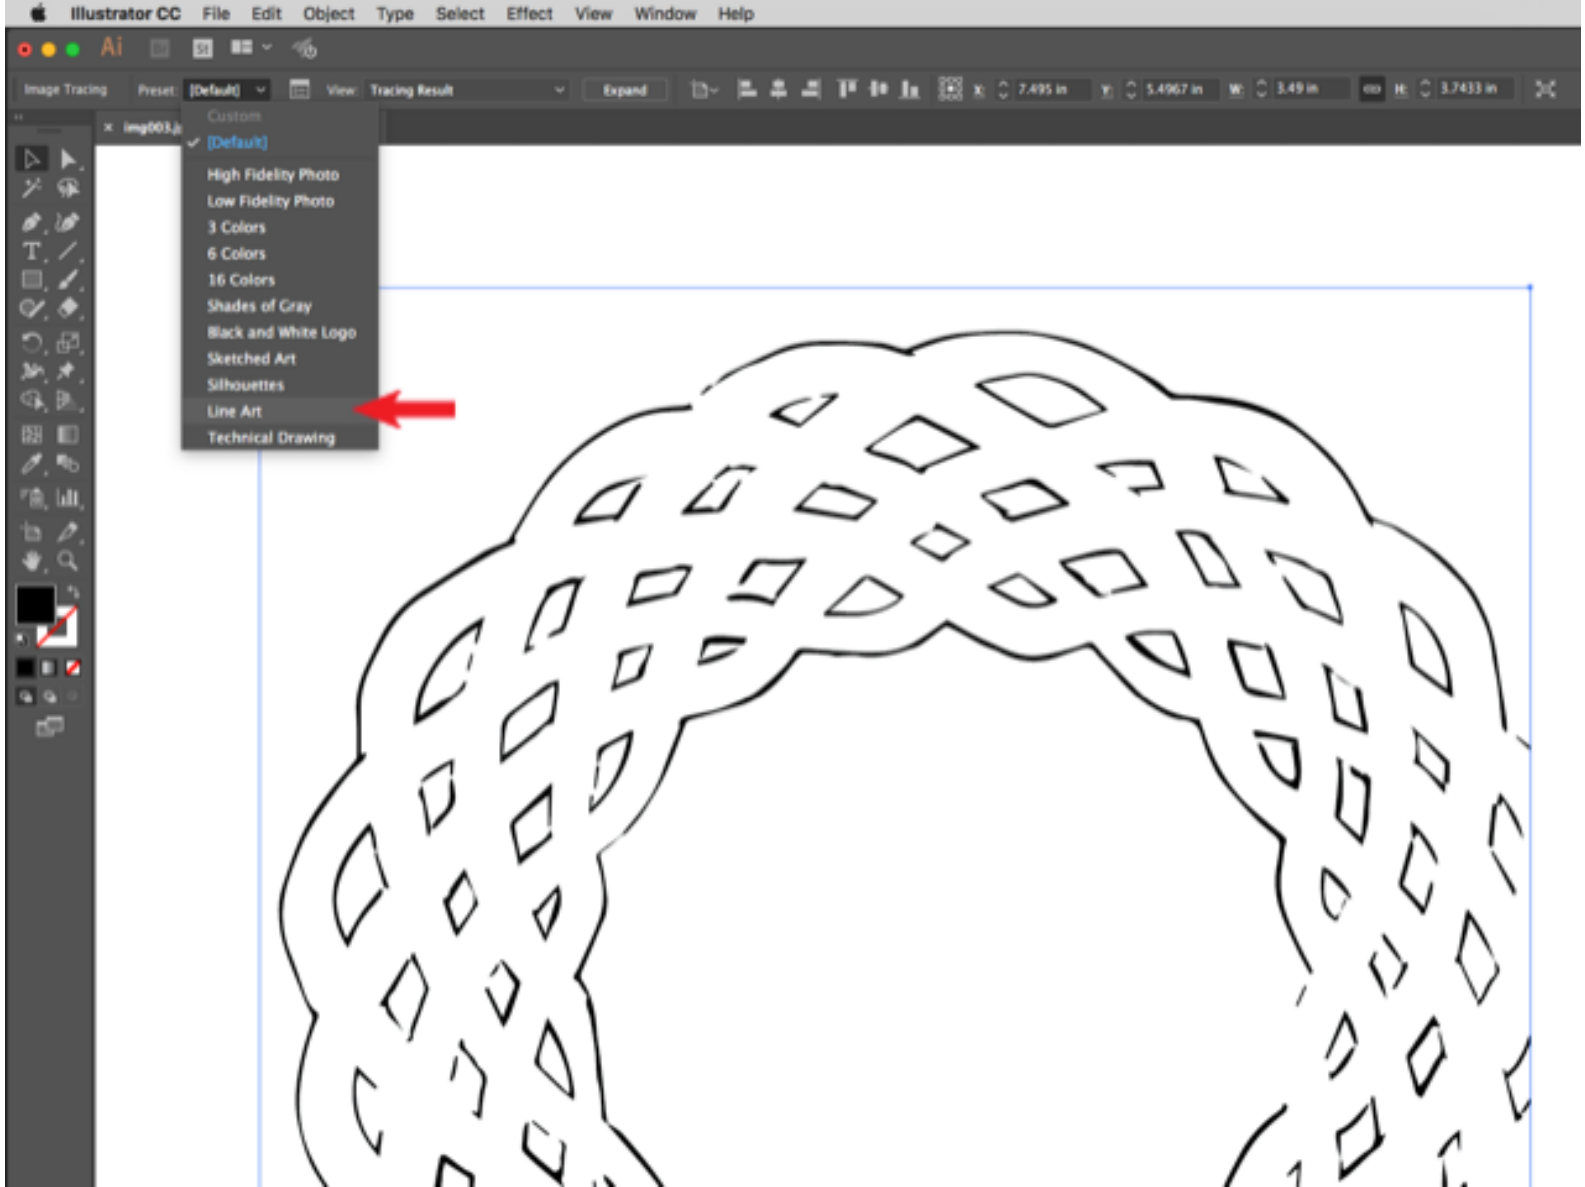 Illustrator CC File Edit Object Type Select Effect View Window Help
Ai St
Image Tracing Preset: [Default] View: Tracing Result Expand X: 7.495 in Y: 5.4967 in W: 3.49 in H: 3.7433 in
× img003.j
Custom
[Default]
High Fidelity Photo
Low Fidelity Photo
3 Colors
6 Colors
16 Colors
Shades of Gray
Black and White Logo
Sketched Art
Silhouettes
Line Art
Technical Drawing